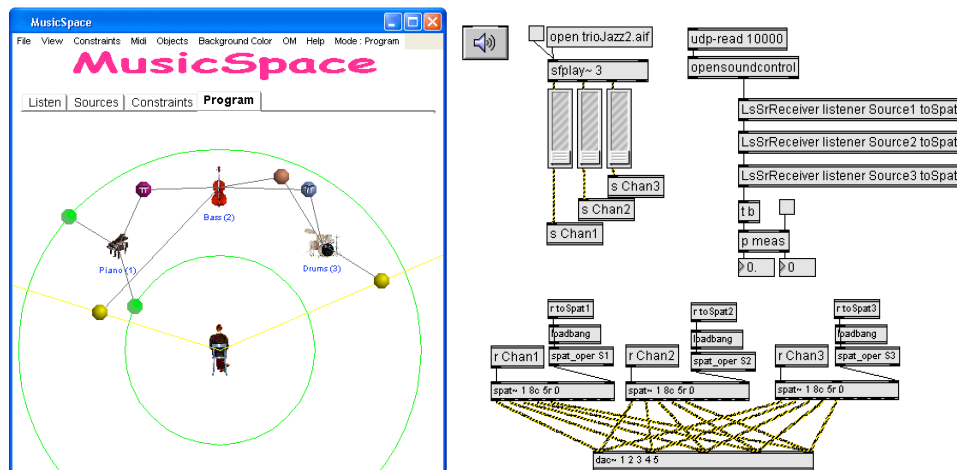 MusicSpace
File View Constraints Midi Objects Background Color OM Help Mode : Program
MusicSpace
Listen Sources Constraints Program
Bass (2)
Piano (1)
Drums (3)
open trioJazz2.aif
sfplay~ 3
s Chan3
s Chan2
s Chan1
udp-read 10000
opensoundcontrol
LsSrReceiver listener Source1 toSpat
LsSrReceiver listener Source2 toSpat
LsSrReceiver listener Source3 toSpat
t b
p meas
0. 0
r toSpat1 r toSpat2 r toSpat3
loadbang loadbang loadbang
r Chan1 spat_oper S1 r Chan2 spat_oper S2 r Chan3 spat_oper S3
spat~ 1 8c 5r 0 spat~ 1 8c 5r 0 spat~ 1 8c 5r 0
dac~ 1 2 3 4 5